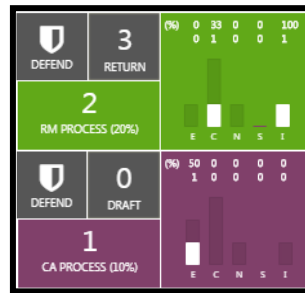 3
(%) 0 33 0 0 100
0 1 0 0 1
DEFEND RETURN
2
RM PROCESS (20%)
E C N S I
0
(%) 50 0 0 0 0
1 0 0 0 0
DEFEND DRAFT
1
CA PROCESS (10%)
E C N S I